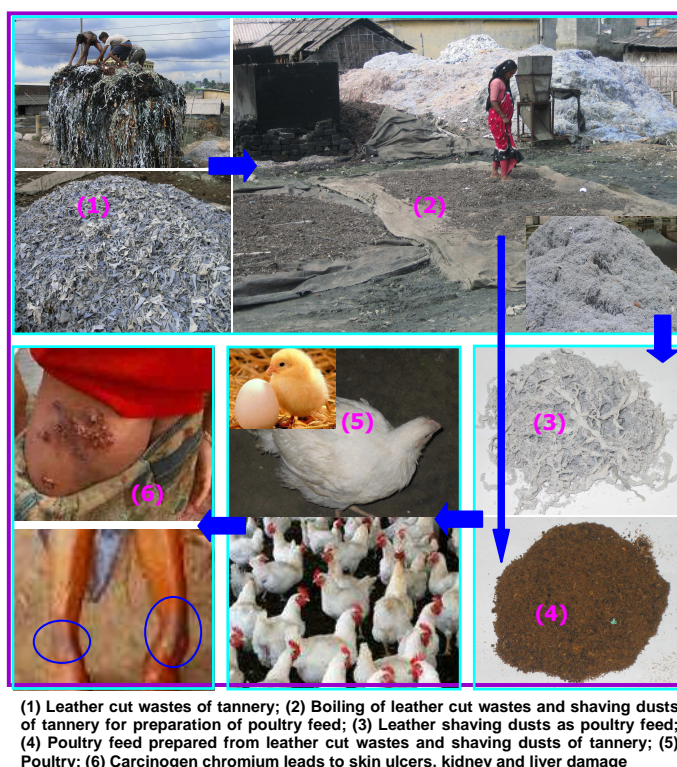 (1)
(2)
(3)
(5)
(6)
(4)
(1) Leather cut wastes of tannery; (2) Boiling of leather cut wastes and shaving dusts
of tannery for preparation of poultry feed; (3) Leather shaving dusts as poultry feed;
(4) Poultry feed prepared from leather cut wastes and shaving dusts of tannery; (5)
Poultry; (6) Carcinogen chromium leads to skin ulcers, kidney and liver damage